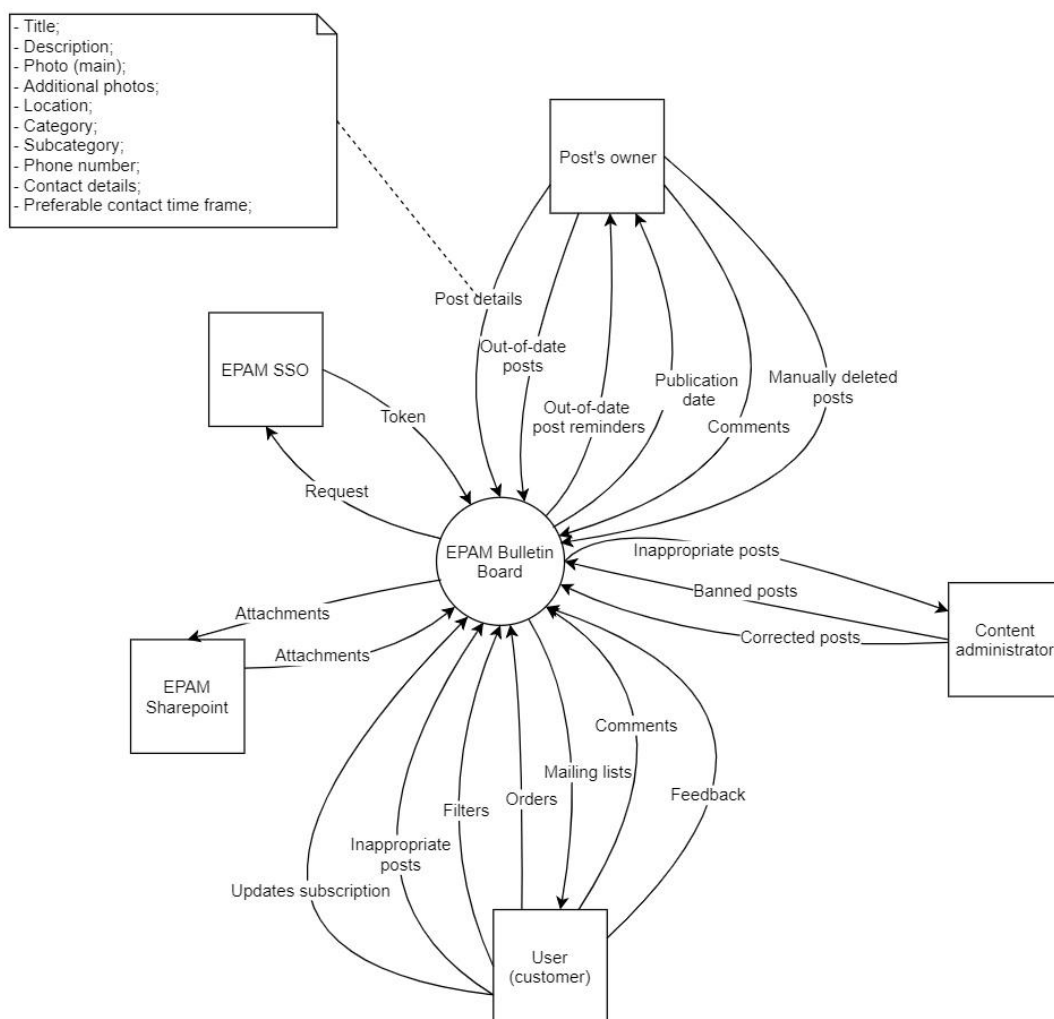 - Title;
- Description;
- Photo (main);
- Additional photos;
- Location;
- Category;
- Subcategory;
- Phone number;
- Contact details;
- Preferable contact time frame;
Post's owner
Post details
EPAM SSO
Out-of-date
posts
Publication
date
Manually deleted
posts
Token
Out-of-date
post reminders
Comments
Request
EPAM Bulletin
Board
Inappropriate posts
Banned posts
Attachments
Corrected posts
Content
administrator
Attachments
EPAM
Sharepoint
Comments
Mailing lists
Feedback
Filters
Orders
Inappropriate
posts
Updates subscription
User
(customer)